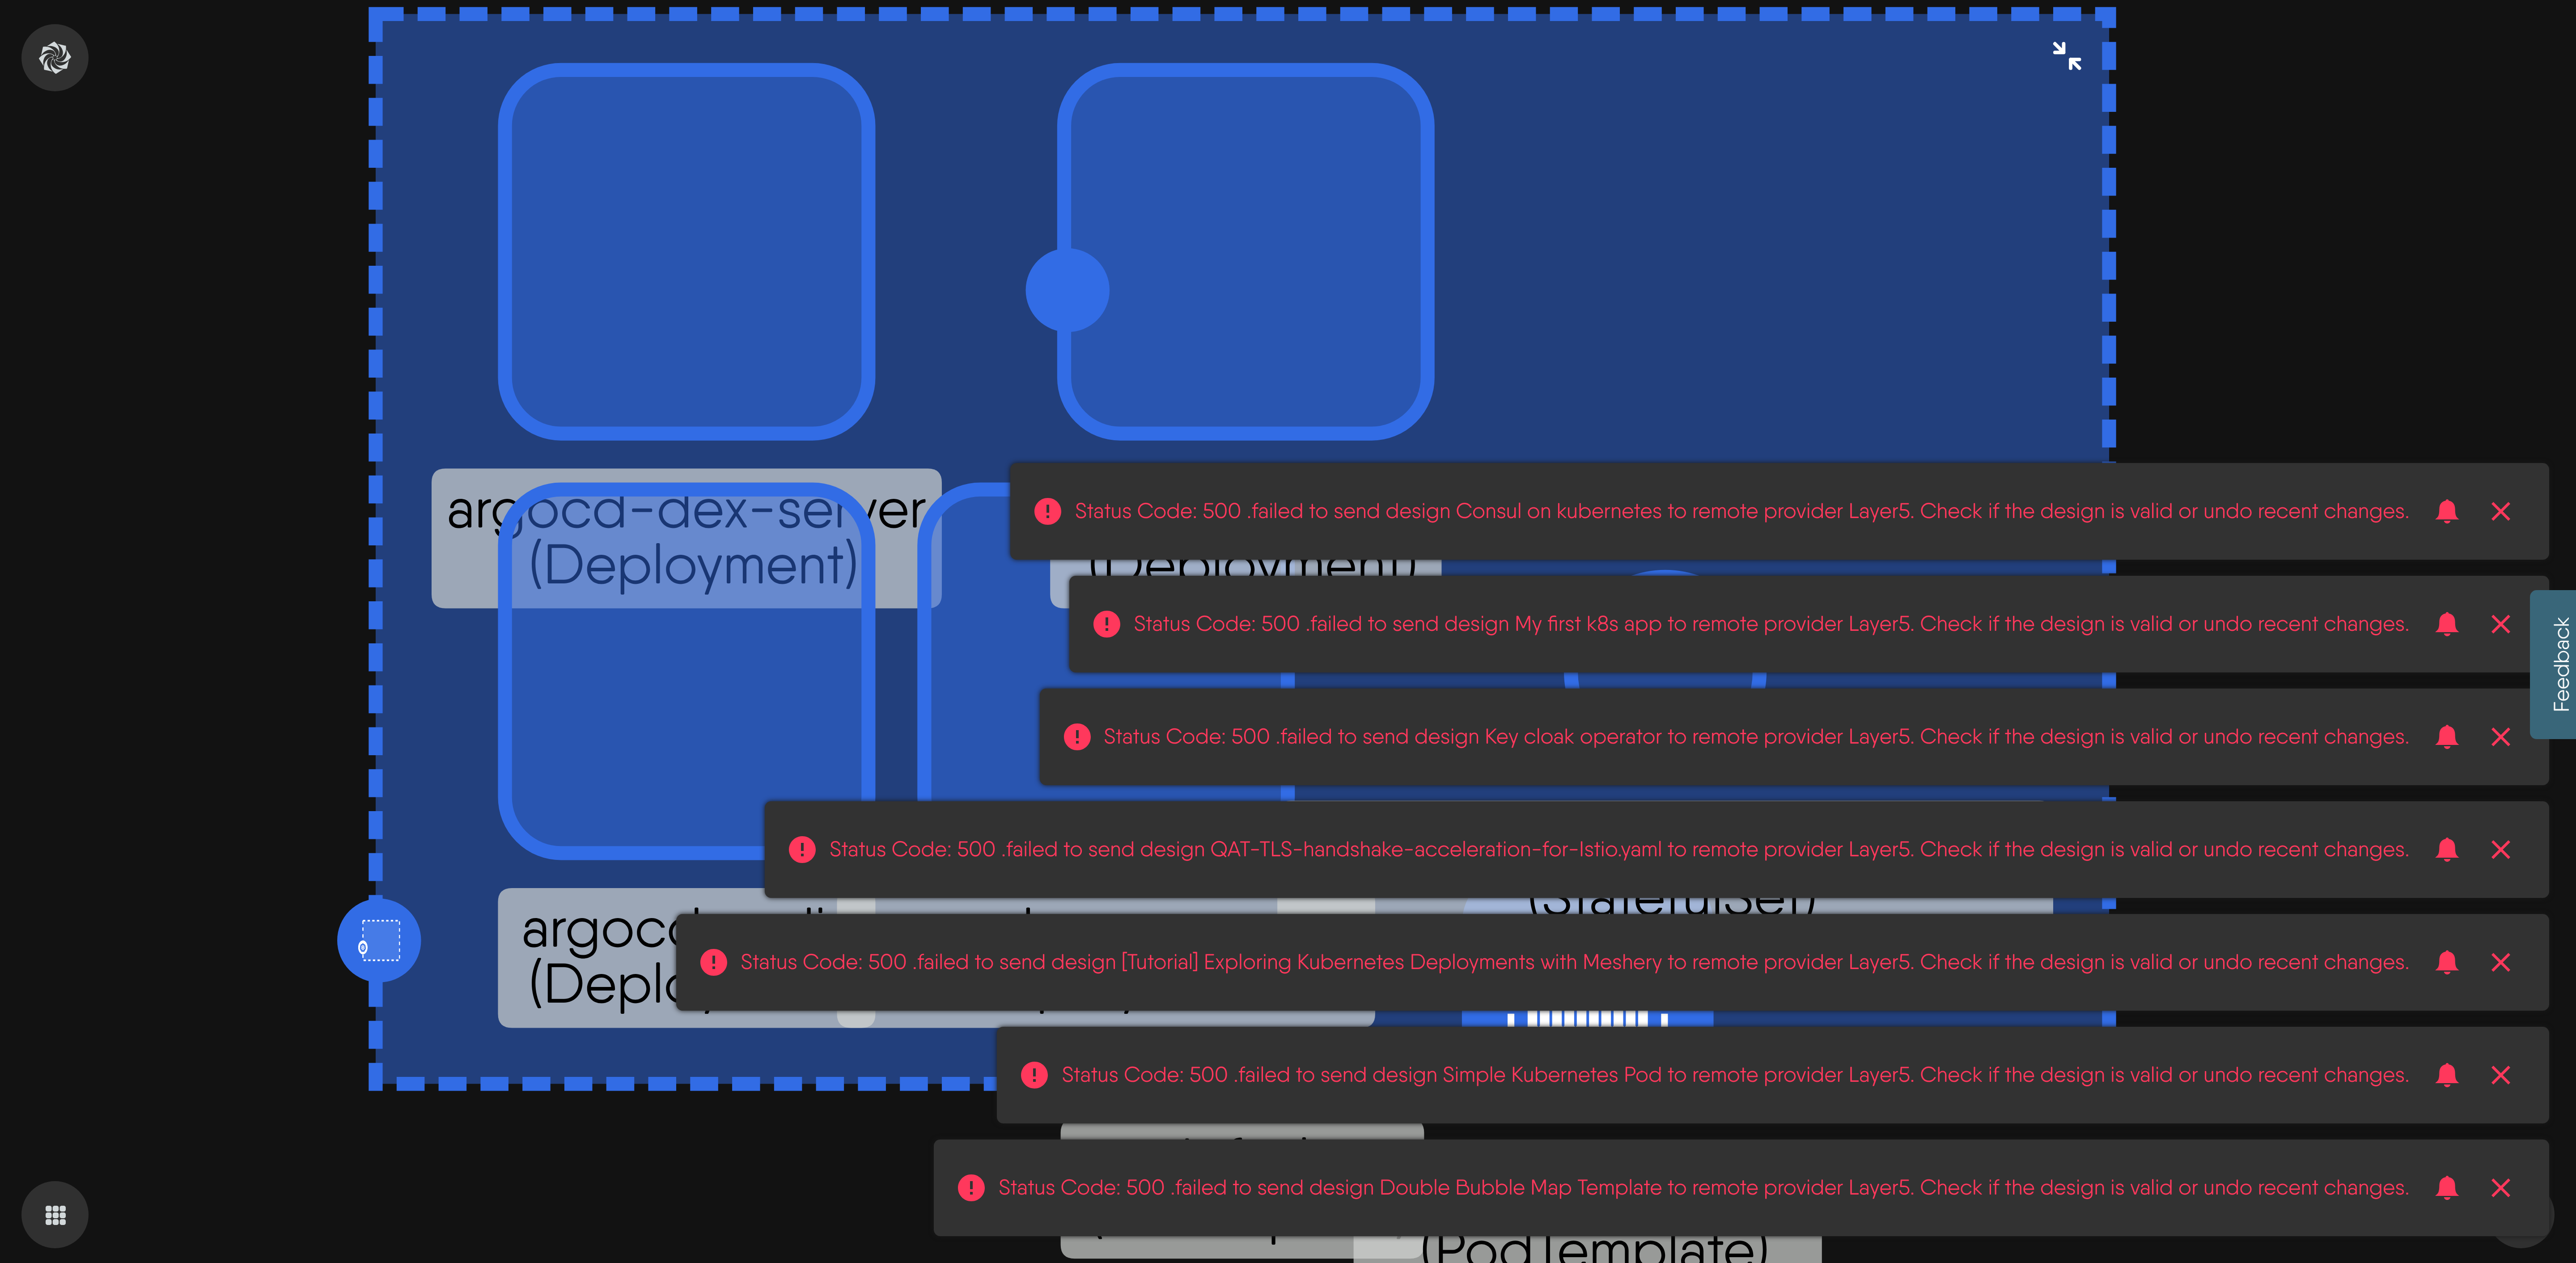 argocd-dex-server
(Deployment)
Status Code: 500 .failed to send design Consul on kubernetes to remote provider Layer5. Check if the design is valid or undo recent changes.
(Deployment)
Status Code: 500 .failed to send design My first k8s app to remote provider Layer5. Check if the design is valid or undo recent changes.
Feedback
Status Code: 500 .failed to send design Key cloak operator to remote provider Layer5. Check if the design is valid or undo recent changes.
Status Code: 500 .failed to send design QAT-TLS-handshake-acceleration-for-Istio.yaml to remote provider Layer5. Check if the design is valid or undo recent changes.
(StatefulSet)
Status Code: 500 .failed to send design [Tutorial] Exploring Kubernetes Deployments with Meshery to remote provider Layer5. Check if the design is valid or undo recent changes.
Status Code: 500 .failed to send design Simple Kubernetes Pod to remote provider Layer5. Check if the design is valid or undo recent changes.
Status Code: 500 .failed to send design Double Bubble Map Template to remote provider Layer5. Check if the design is valid or undo recent changes.
(PodTemplate)